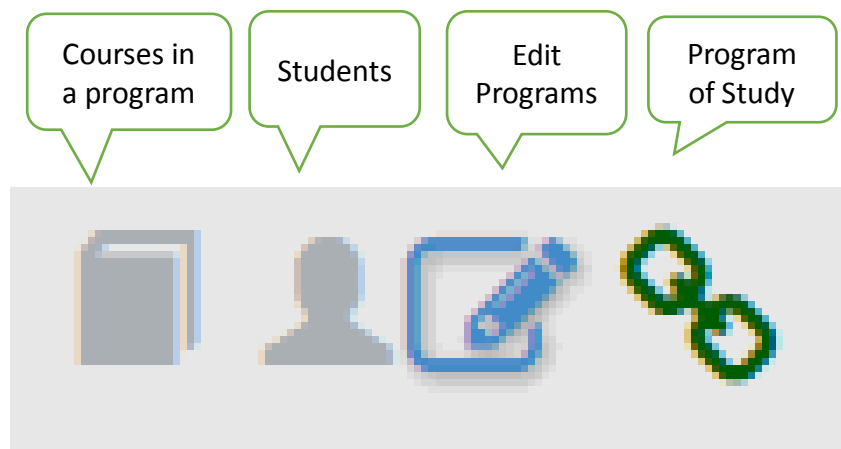 Courses in
a program
Students
Edit
Programs
Program
of Study